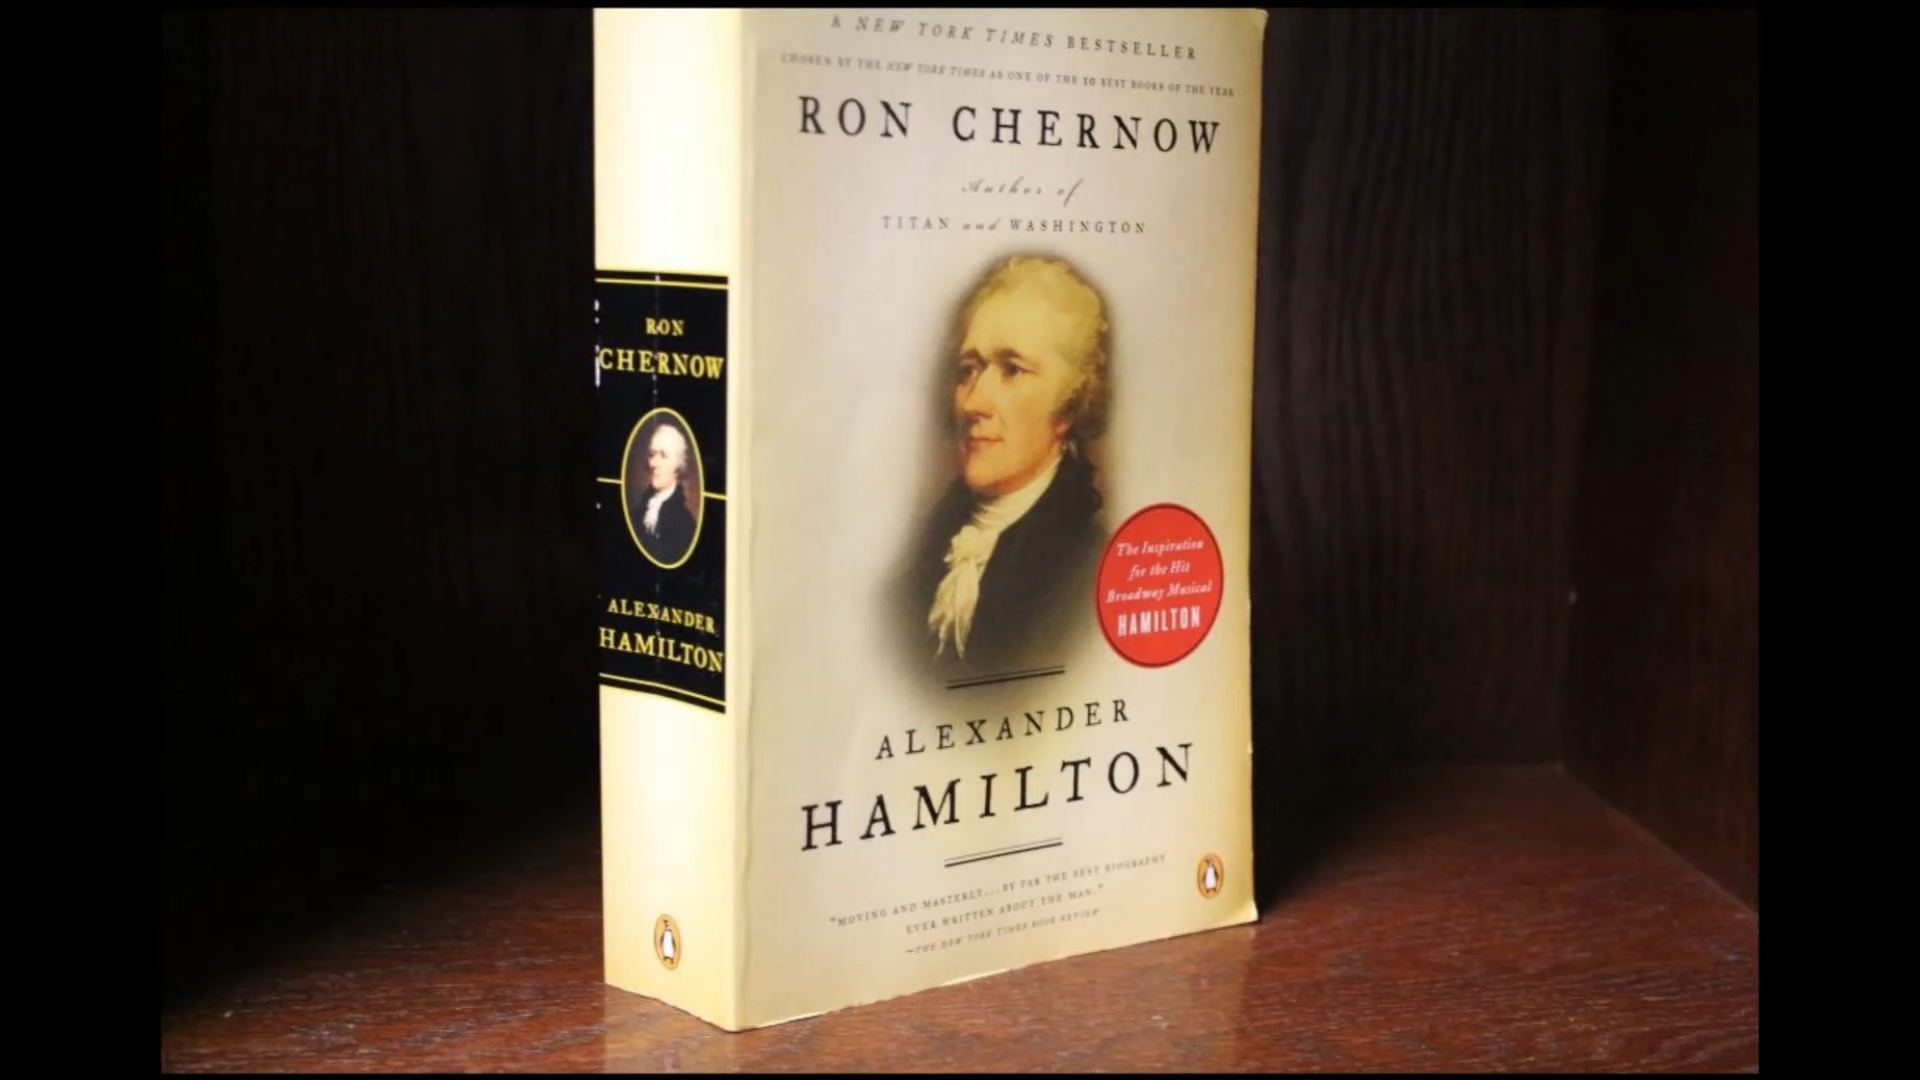 A NEW YORK TIMES BESTSELLER
CHOSEN BY THE NEW YORK TIMES AS ONE OF THE 10 BEST BOOKS OF THE YEAR
RON CHERNOW
Author of
TITAN and WASHINGTON
The Inspiration
for the Hit
Broadway Musical
HAMILTON
ALEXANDER
HAMILTON
"MOVING AND MASTERLY...BY FAR THE BEST BIOGRAPHY
EVER WRITTEN ABOUT THE MAN."
—THE NEW YORK TIMES BOOK REVIEW
RON
CHERNOW
ALEXANDER
HAMILTON